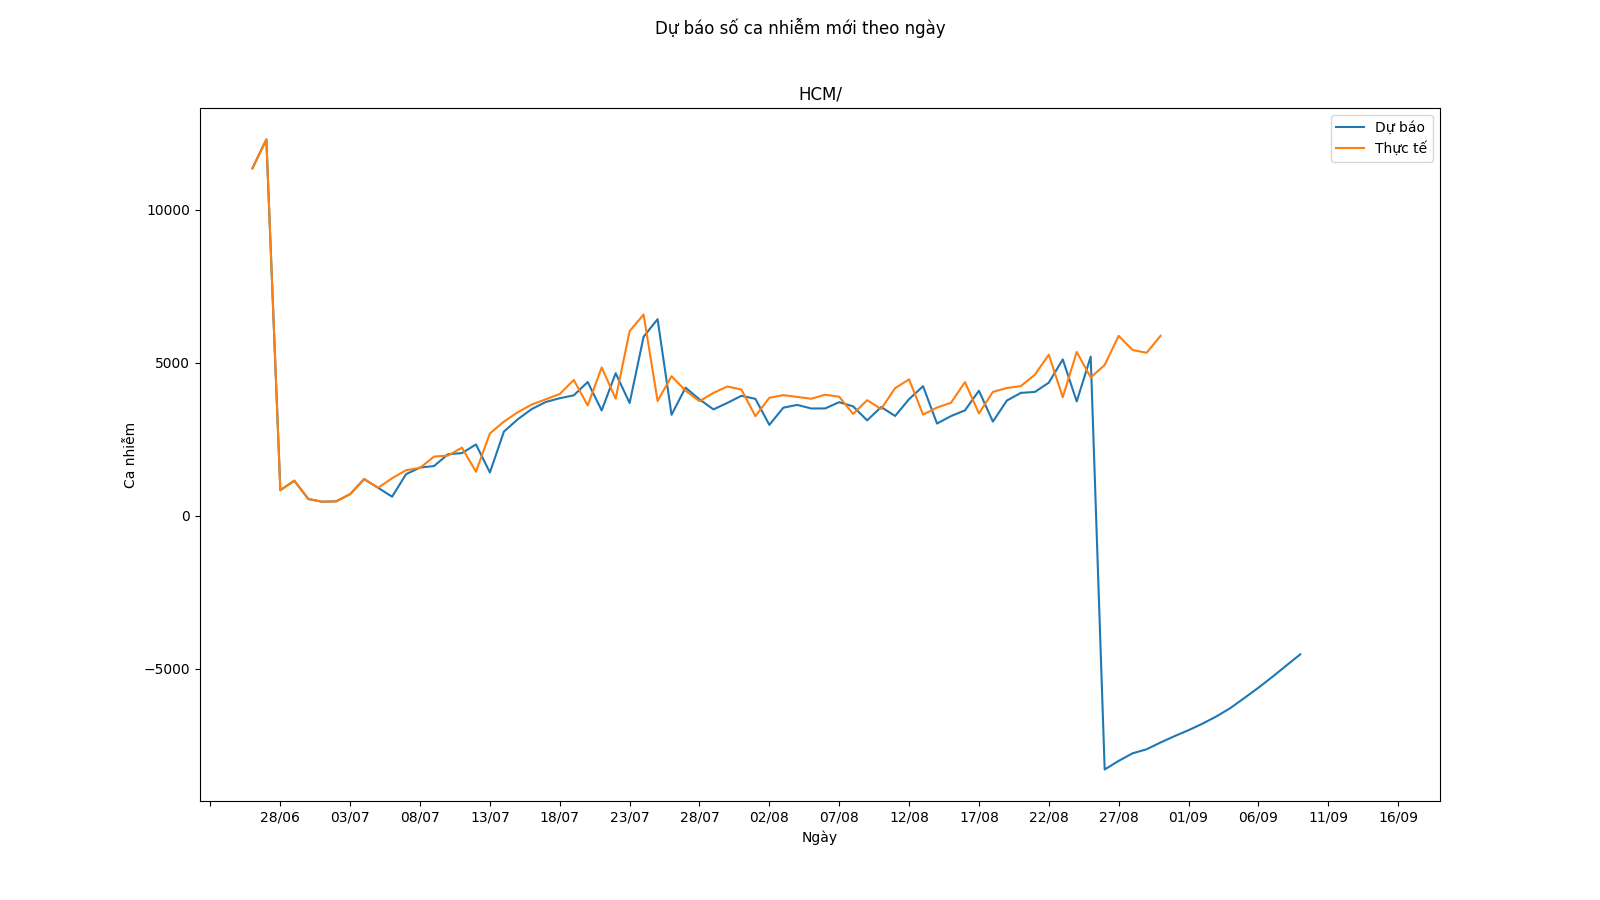 Dự báo số ca nhiễm mới theo ngày
HCM/
Dự báo
Thực tế
10000
5000
0
−5000
Ca nhiễm
28/06 03/07 08/07 13/07 18/07 23/07 28/07 02/08 07/08 12/08 17/08 22/08 27/08 01/09 06/09 11/09 16/09
Ngày